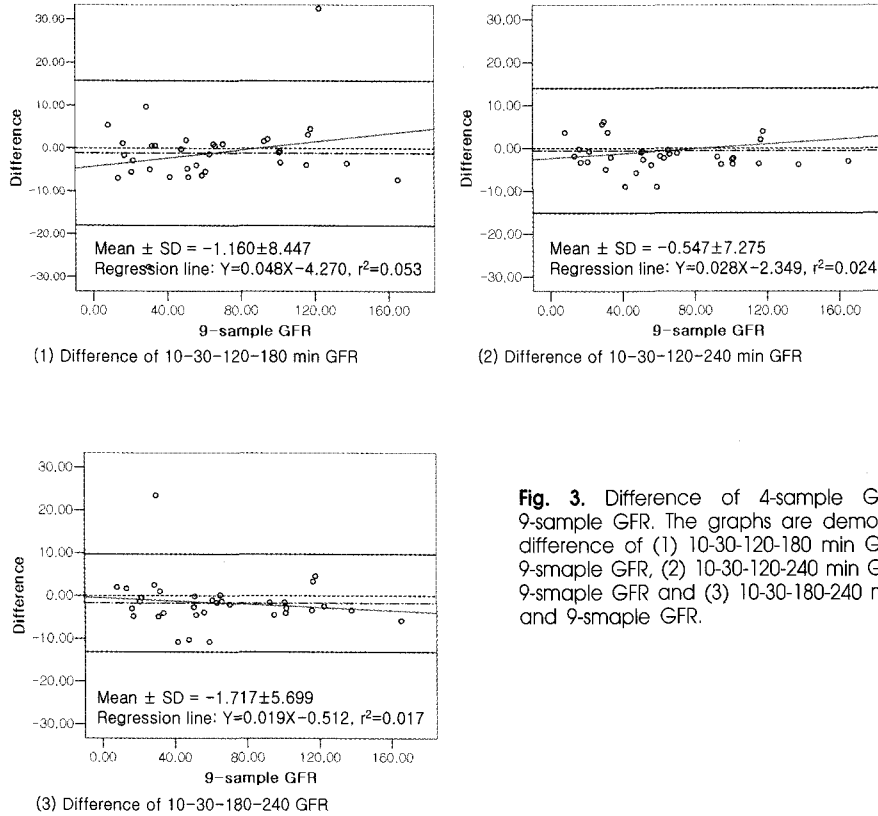 30.00
20.00
10.00
0.00
-10.00
-20.00
-30.00
Difference
Mean ± SD = -1.160±8.447
Regression line: Y=0.048X-4.270, r²=0.053
0.00 40.00 80.00 120.00 160.00
9-sample GFR
(1) Difference of 10-30-120-180 min GFR
30.00
20.00
10.00
0.00
-10.00
-20.00
-30.00
Difference
Mean ± SD = -0.547±7.275
Regression line: Y=0.028X-2.349, r²=0.024
0.00 40.00 80.00 120.00 160.00
9-sample GFR
(2) Difference of 10-30-120-240 min GFR
30.00
20.00
10.00
0.00
-10.00
-20.00
-30.00
Difference
Mean ± SD = -1.717±5.699
Regression line: Y=0.019X-0.512, r²=0.017
0.00 40.00 80.00 120.00 160.00
9-sample GFR
(3) Difference of 10-30-180-240 GFR
Fig. 3. Difference of 4-sample
9-sample GFR. The graphs are
difference of (1) 10-30-120-180 min
9-smaple GFR, (2) 10-30-120-240 min
9-smaple GFR and (3) 10-30-180-240
and 9-smaple GFR.